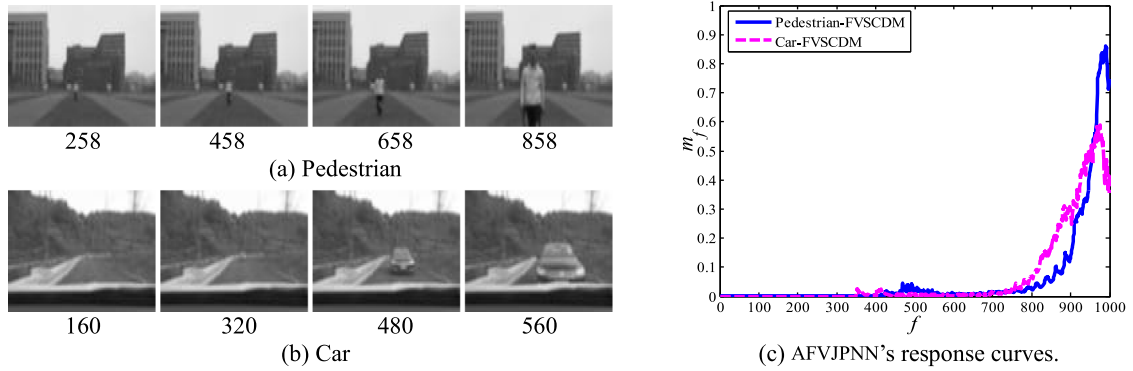 258 458 658 858
(a) Pedestrian
160 320 480 560
(b) Car
1
0.9
0.8
0.7
0.6
0.5
0.4
0.3
0.2
0.1
0
m_f
Pedestrian-FVSCDM
Car-FVSCDM
0 100 200 300 400 500 600 700 800 900 1000
f
(c) AFVJPNN's response curves.